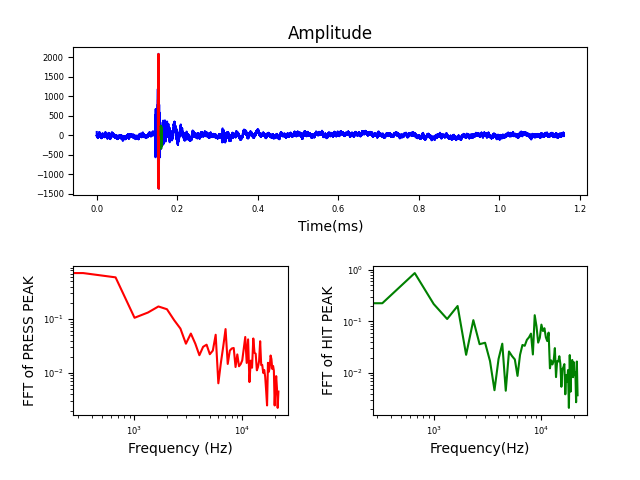 Amplitude
2000
1500
1000
500
0
−500
−1000
−1500
0.0 0.2 0.4 0.6 0.8 1.0 1.2
Time(ms)
FFT of PRESS PEAK
10⁻¹
10⁻²
10³ 10⁴
Frequency (Hz)
FFT of HIT PEAK
10⁰
10⁻¹
10⁻²
10³ 10⁴
Frequency(Hz)